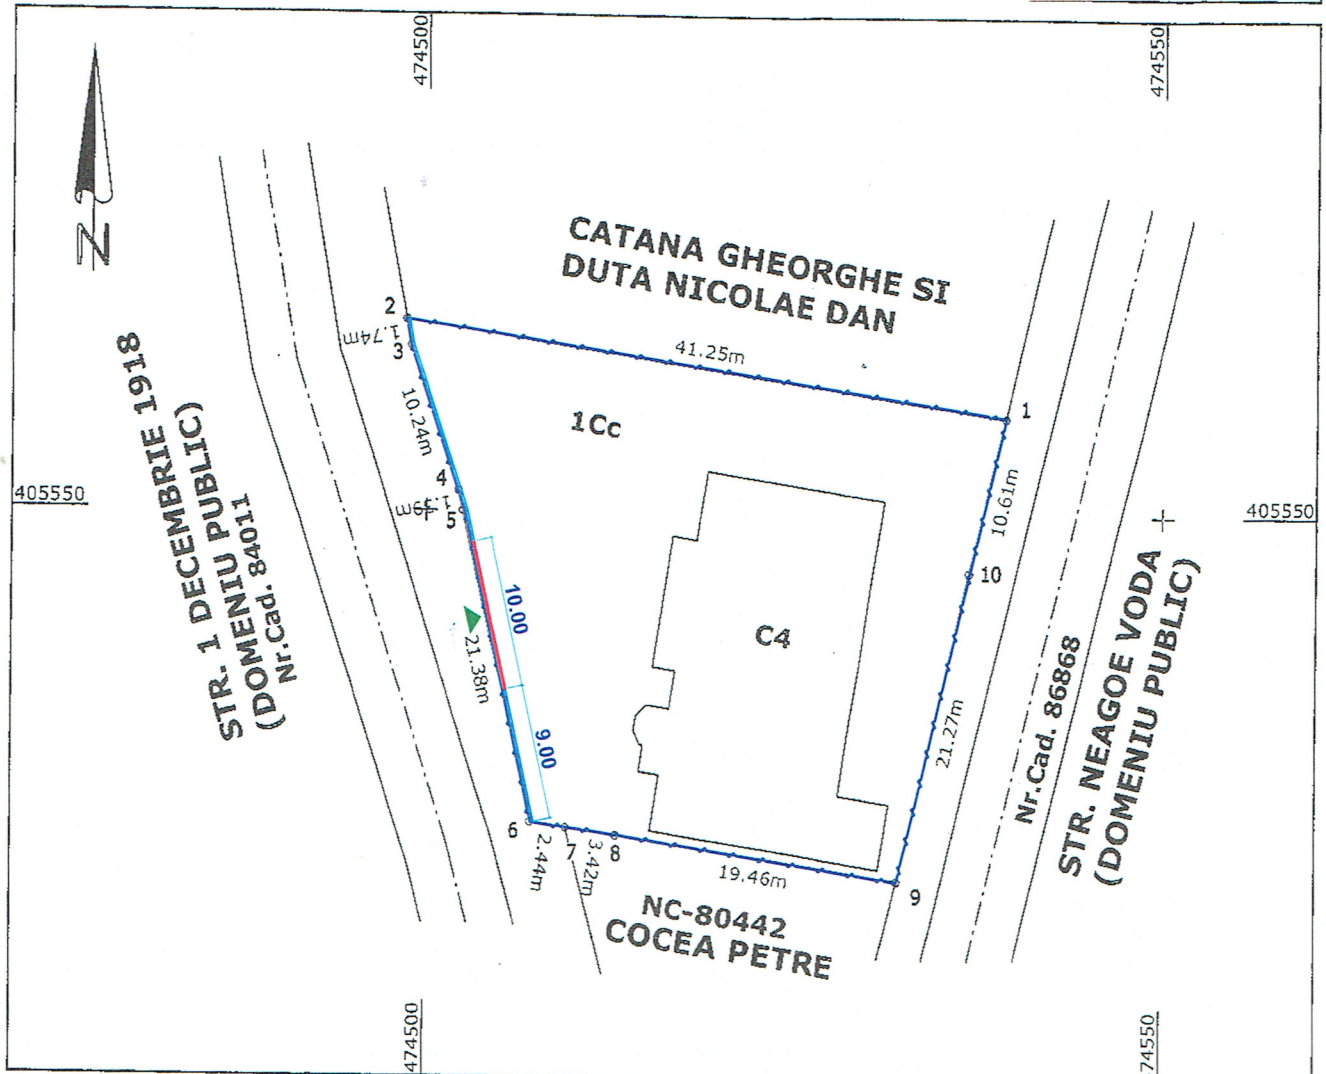 474500
474550
N
CATANA GHEORGHE SI
DUTA NICOLAE DAN
2
1.74m
3
41.25m
1
STR. 1 DECEMBRIE 1918
(DOMENIU PUBLIC)
Nr.Cad. 84011
10.24m
1Cc
4
5
10.61m
405550
405550
10
10.00
21.38m
C4
9.00
21.27m
Nr.Cad. 86868
STR. NEAGOE VODA
(DOMENIU PUBLIC)
6
2.44m
7
3.42m
8
19.46m
9
NC-80442
COCEA PETRE
474500
74550